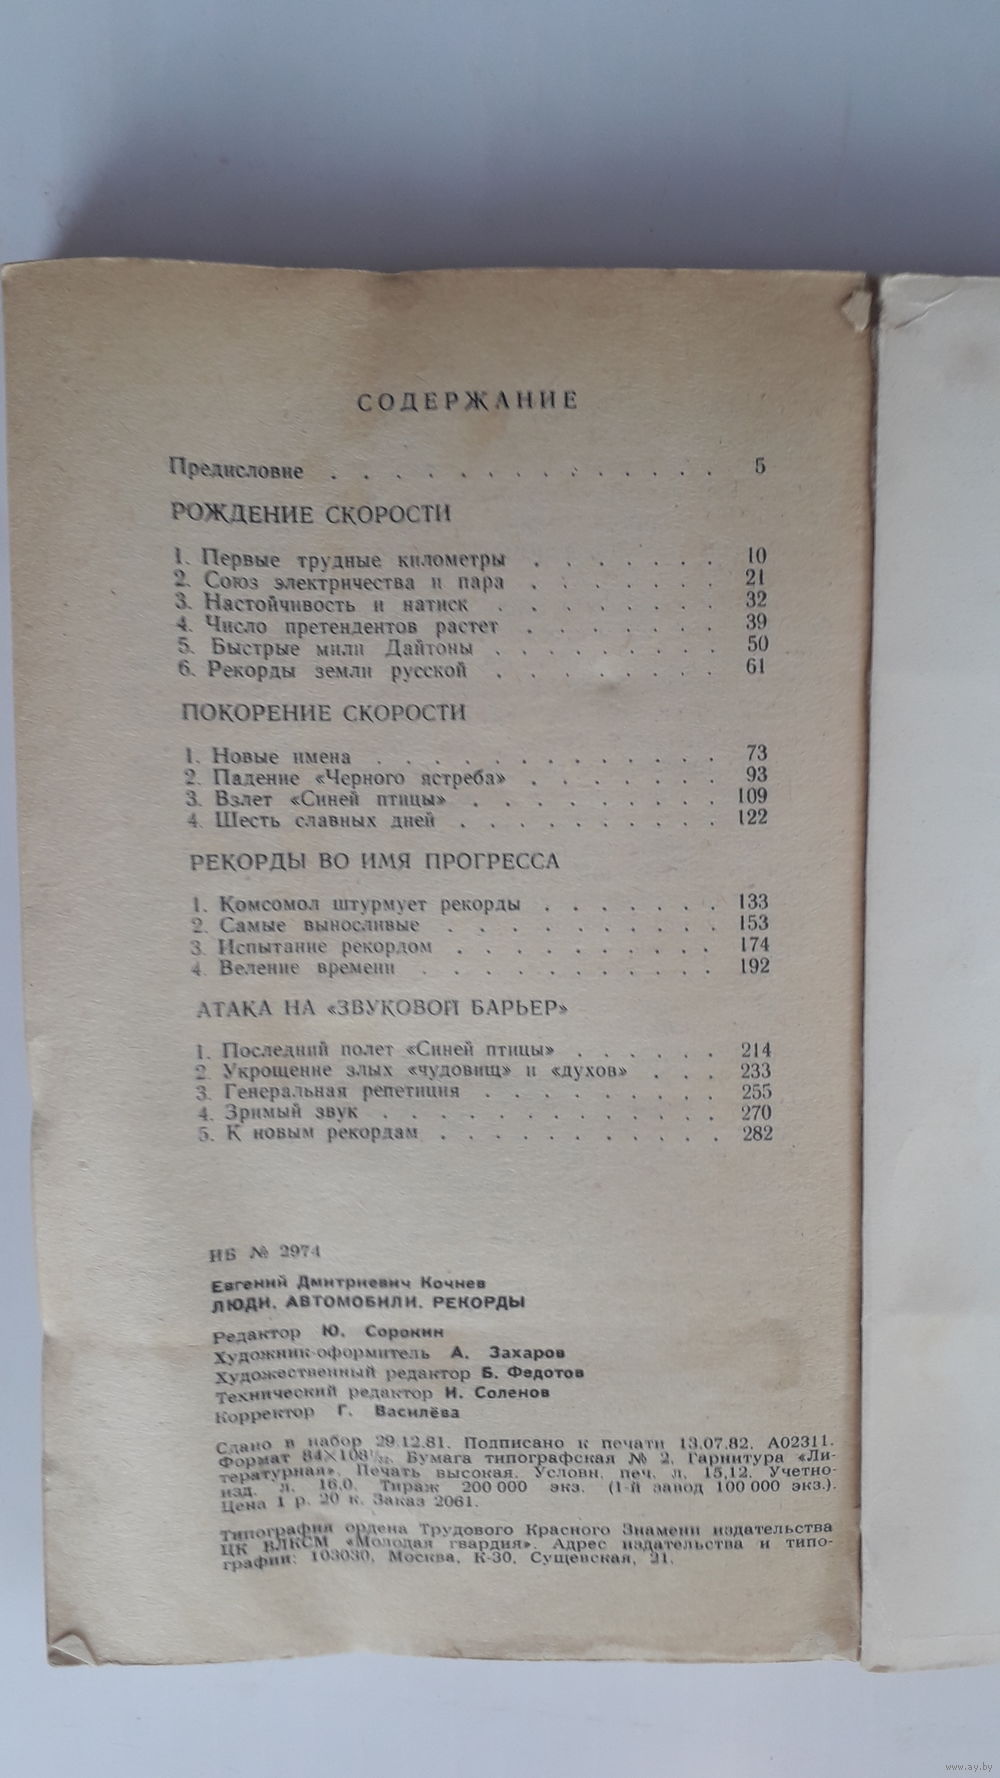 СОДЕРЖАНИЕ
Предисловие . . . . . . . . . . . . . 5
РОЖДЕНИЕ СКОРОСТИ
1. Первые трудные километры . . . . . . 10
2. Союз электричества и пара . . . . . . 21
3. Настойчивость и натиск . . . . . . . 32
4. Число претендентов растет . . . . . . 39
5. Быстрые мили Дайтоны . . . . . . . . 50
6. Рекорды земли русской . . . . . . . 61
ПОКОРЕНИЕ СКОРОСТИ
1. Новые имена . . . . . . . . . . . . 73
2. Падение «Черного ястреба» . . . . . . 93
3. Взлет «Синей птицы» . . . . . . . . 109
4. Шесть славных дней . . . . . . . . . 122
РЕКОРДЫ ВО ИМЯ ПРОГРЕССА
1. Комсомол штурмует рекорды . . . . . . 133
2. Самые выносливые . . . . . . . . . 153
3. Испытание рекордом . . . . . . . . . 174
4. Веление времени . . . . . . . . . . 192
АТАКА НА «ЗВУКОВОЙ БАРЬЕР»
1. Последний полет «Синей птицы» . . . . . 214
2. Укрощение злых «чудовищ» и «духов» . . . 233
3. Генеральная репетиция . . . . . . . . 255
4. Зримый звук . . . . . . . . . . . . 270
5. К новым рекордам . . . . . . . . . . 282
ИБ № 2974
Евгений Дмитриевич Кочнев
ЛЮДИ, АВТОМОБИЛИ, РЕКОРДЫ
Редактор Ю. Сорокин
Художник-оформитель А. Захаров
Художественный редактор Б. Федотов
Технический редактор Н. Соленов
Корректор Г. Василёва
Сдано в набор 29.12.81. Подписано к печати 13.07.82. А02311.
Формат 84×108¹/₃₂. Бумага типографская № 2. Гарнитура «Ли-
тературная». Печать высокая. Условн. печ. л. 15,12. Учетно-
изд. л. 16,0. Тираж 200 000 экз. (1-й завод 100 000 экз.).
Цена 1 р. 20 к. Заказ 2061.
Типография ордена Трудового Красного Знамени издательства
ЦК ВЛКСМ «Молодая гвардия». Адрес издательства и типо-
графии: 103030, Москва, К-30, Сущевская, 21.
www.ay.by